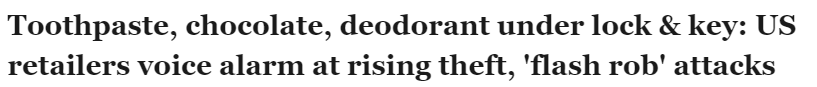 Toothpaste, chocolate, deodorant under lock & key: US
retailers voice alarm at rising theft, 'flash rob' attacks